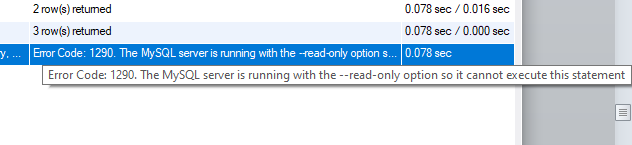 2 row(s) returned 0.078 sec / 0.016 sec
3 row(s) returned 0.078 sec / 0.000 sec
y, ... Error Code: 1290. The MySQL server is running with the --read-only option s... 0.078 sec
Error Code: 1290. The MySQL server is running with the --read-only option so it cannot execute this statement